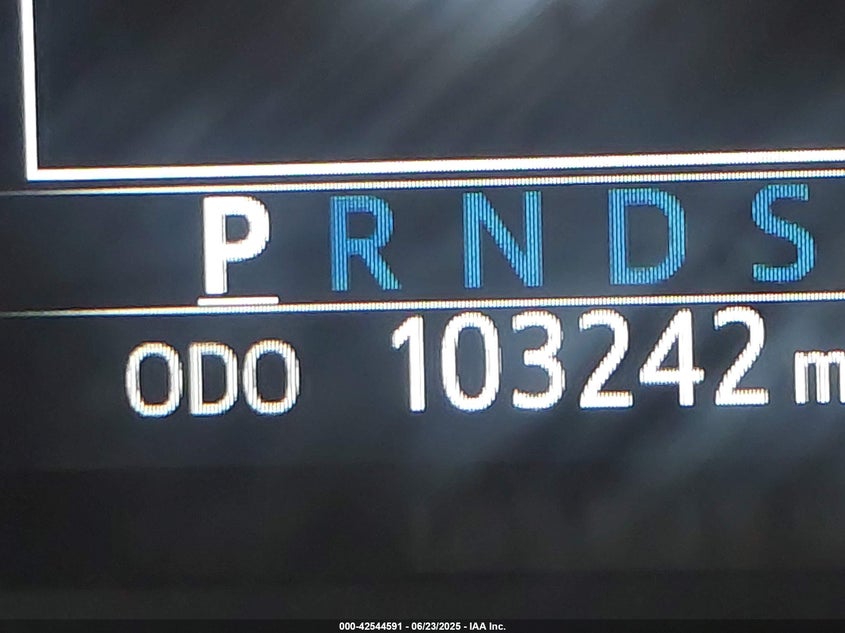 P R N D S
ODO 103242 m
000-42544591 - 06/23/2025 - IAA Inc.